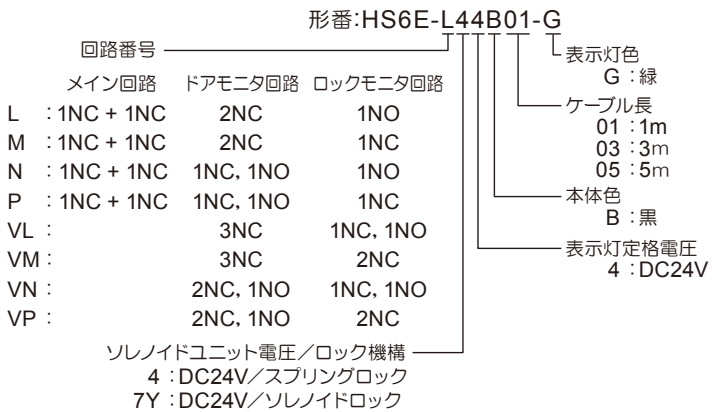 形番:HS6E-L44B01-G
回路番号
メイン回路 ドアモニタ回路 ロックモニタ回路
L :1NC + 1NC 2NC 1NO
M :1NC + 1NC 2NC 1NC
N :1NC + 1NC 1NC, 1NO 1NO
P :1NC + 1NC 1NC, 1NO 1NC
VL : 3NC 1NC, 1NO
VM : 3NC 2NC
VN : 2NC, 1NO 1NC, 1NO
VP : 2NC, 1NO 2NC
ソレノイドユニット電圧/ロック機構
4 :DC24V/スプリングロック
7Y :DC24V/ソレノイドロック
表示灯色
G :緑
ケーブル長
01 :1m
03 :3m
05 :5m
本体色
B :黒
表示灯定格電圧
4 :DC24V